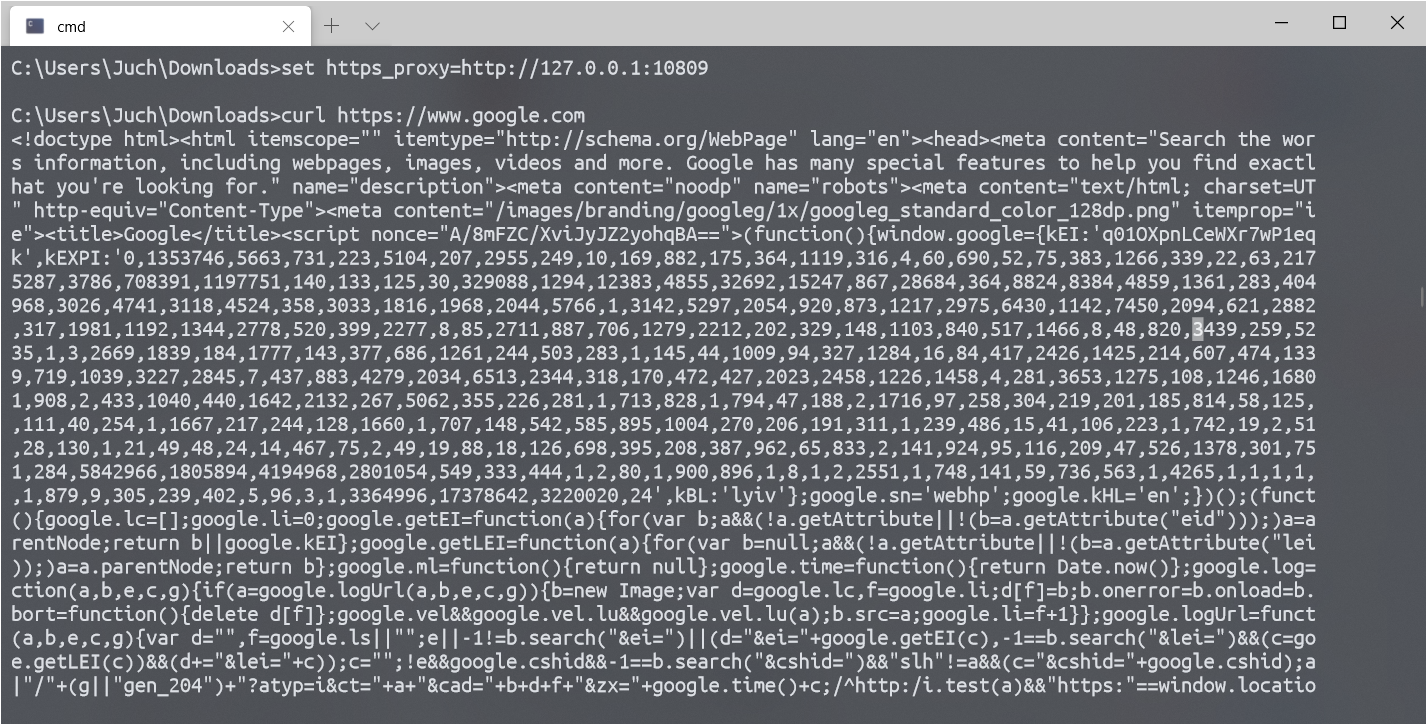 cmd
C:\Users\Juch\Downloads>set https_proxy=http://127.0.0.1:10809
C:\Users\Juch\Downloads>curl https://www.google.com
<!doctype html><html itemscope="" itemtype="http://schema.org/WebPage" lang="en"><head><meta content="Search the wor
s information, including webpages, images, videos and more. Google has many special features to help you find exactl
hat you're looking for." name="description"><meta content="noodp" name="robots"><meta content="text/html; charset=UT
" http-equiv="Content-Type"><meta content="/images/branding/googleg/1x/googleg_standard_color_128dp.png" itemprop="i
e"><title>Google</title><script nonce="A/8mFZC/XviJyJZ2yohqBA==">(function(){window.google={kEI:'q01OXpnLCeWXr7wP1eq
k',kEXPI:'0,1353746,5663,731,223,5104,207,2955,249,10,169,882,175,364,1119,316,4,60,690,52,75,383,1266,339,22,63,217
5287,3786,708391,1197751,140,133,125,30,329088,1294,12383,4855,32692,15247,867,28684,364,8824,8384,4859,1361,283,404
968,3026,4741,3118,4524,358,3033,1816,1968,2044,5766,1,3142,5297,2054,920,873,1217,2975,6430,1142,7450,2094,621,2882
,317,1981,1192,1344,2778,520,399,2277,8,85,2711,887,706,1279,2212,202,329,148,1103,840,517,1466,8,48,820,3439,259,52
35,1,3,2669,1839,184,1777,143,377,686,1261,244,503,283,1,145,44,1009,94,327,1284,16,84,417,2426,1425,214,607,474,133
9,719,1039,3227,2845,7,437,883,4279,2034,6513,2344,318,170,472,427,2023,2458,1226,1458,4,281,3653,1275,108,1246,1680
1,908,2,433,1040,440,1642,2132,267,5062,355,226,281,1,713,828,1,794,47,188,2,1716,97,258,304,219,201,185,814,58,125,
,111,40,254,1,1667,217,244,128,1660,1,707,148,542,585,895,1004,270,206,191,311,1,239,486,15,41,106,223,1,742,19,2,51
,28,130,1,21,49,48,24,14,467,75,2,49,19,88,18,126,698,395,208,387,962,65,833,2,141,924,95,116,209,47,526,1378,301,75
1,284,5842966,1805894,4194968,2801054,549,333,444,1,2,80,1,900,896,1,8,1,2,2551,1,748,141,59,736,563,1,4265,1,1,1,1,
,1,879,9,305,239,402,5,96,3,1,3364996,17378642,3220020,24',kBL:'lyiv'};google.sn='webhp';google.kHL='en';})();(funct
(){google.lc=[];google.li=0;google.getEI=function(a){for(var b;a&&(!a.getAttribute||!(b=a.getAttribute("eid")));)a=a
rentNode;return b||google.kEI};google.getLEI=function(a){for(var b=null;a&&(!a.getAttribute||!(b=a.getAttribute("lei
));)a=a.parentNode;return b};google.ml=function(){return null};google.time=function(){return Date.now()};google.log=
ction(a,b,e,c,g){if(a=google.logUrl(a,b,e,c,g)){b=new Image;var d=google.lc,f=google.li;d[f]=b;b.onerror=b.onload=b.
bort=function(){delete d[f]};google.vel&&google.vel.lu&&google.vel.lu(a);b.src=a;google.li=f+1}};google.logUrl=funct
(a,b,e,c,g){var d="",f=google.ls||"";e||-1!=b.search("&ei=")||(d="&ei="+google.getEI(c),-1==b.search("&lei=")&&(c=go
e.getLEI(c))&&(d+="&lei="+c));c="";!e&&google.cshid&&-1==b.search("&cshid=")&&"slh"!=a&&(c="&cshid="+google.cshid);a
|"/"+(g||"gen_204")+"?atyp=i&ct="+a+"&cad="+b+d+f+"&zx="+google.time()+c;/^http:/i.test(a)&&"https:"==window.locatio